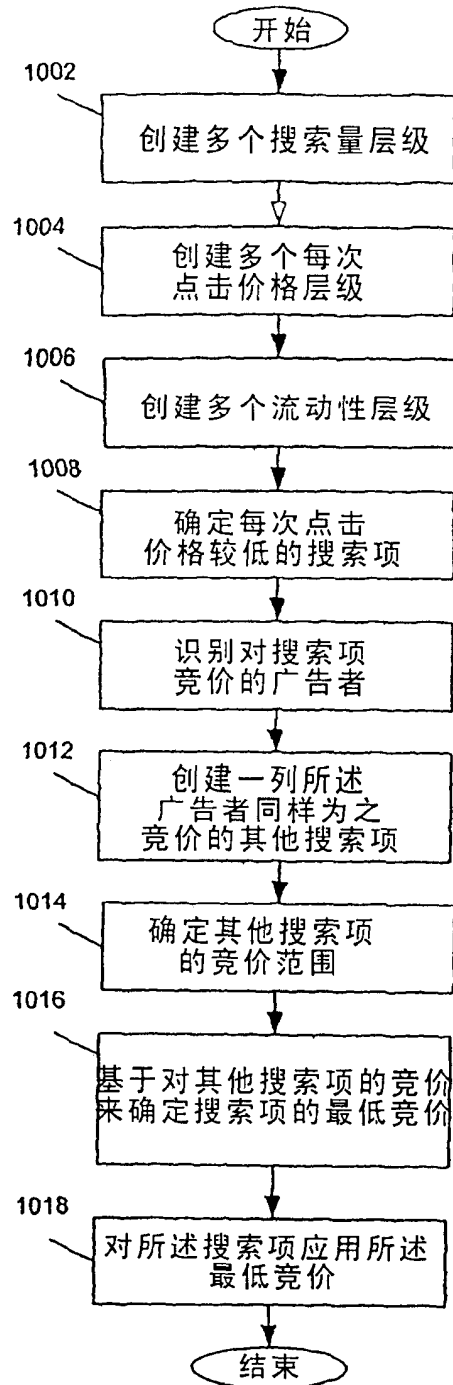 开始
1002
创建多个搜索量层级
1004
创建多个每次
点击价格层级
1006
创建多个流动性层级
1008
确定每次点击
价格较低的搜索项
1010
识别对搜索项
竞价的广告者
1012
创建一列所述
广告者同样为之
竞价的其他搜索项
1014
确定其他搜索项
的竞价范围
1016
基于对其他搜索项的竞价
来确定搜索项的最低竞价
1018
对所述搜索项应用所述
最低竞价
结束